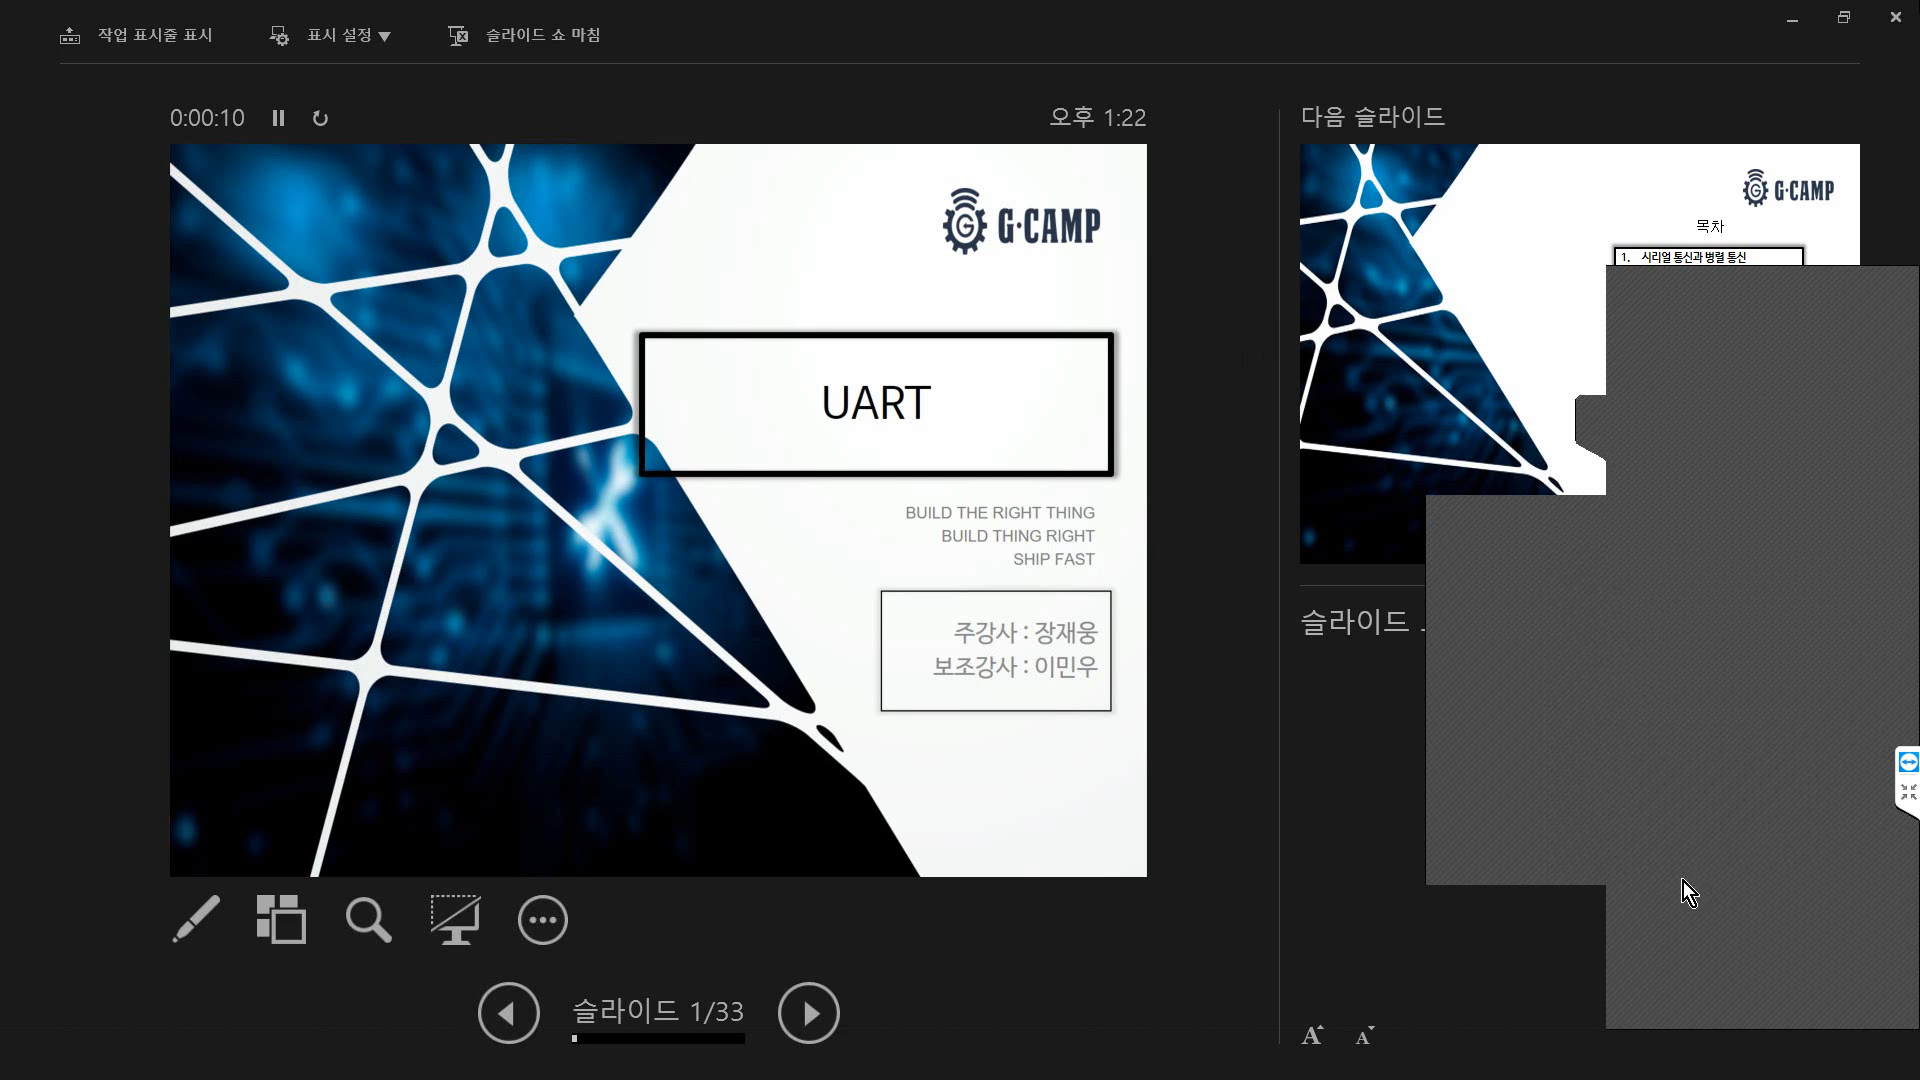 작업 표시줄 표시
표시 설정 ▼
슬라이드 쇼 마침
0:00:10
오후 1:22
G·CAMP
UART
BUILD THE RIGHT THING
BUILD THING RIGHT
SHIP FAST
주강사 : 장재웅
보조강사 : 이민우
슬라이드 1/33
다음 슬라이드
G·CAMP
목차
1. 시리얼 통신과 병렬 통신
슬라이드
A
A